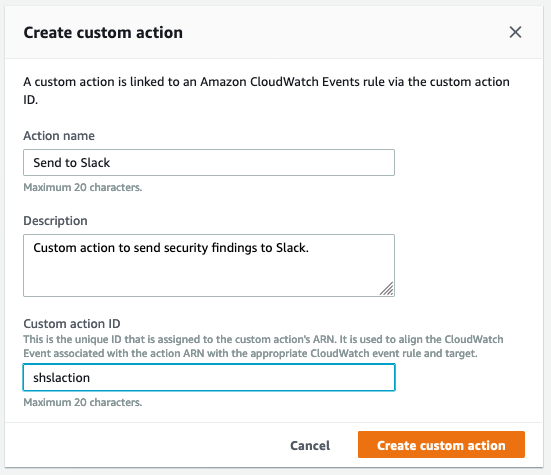 Create custom action
A custom action is linked to an Amazon CloudWatch Events rule via the custom action
ID.
Action name
Send to Slack
Maximum 20 characters.
Description
Custom action to send security findings to Slack.
Custom action ID
This is the unique ID that is assigned to the custom action's ARN. It is used to align the CloudWatch
Event associated with the action ARN with the appropriate CloudWatch event rule and target.
shslaction
Maximum 20 characters.
Cancel
Create custom action